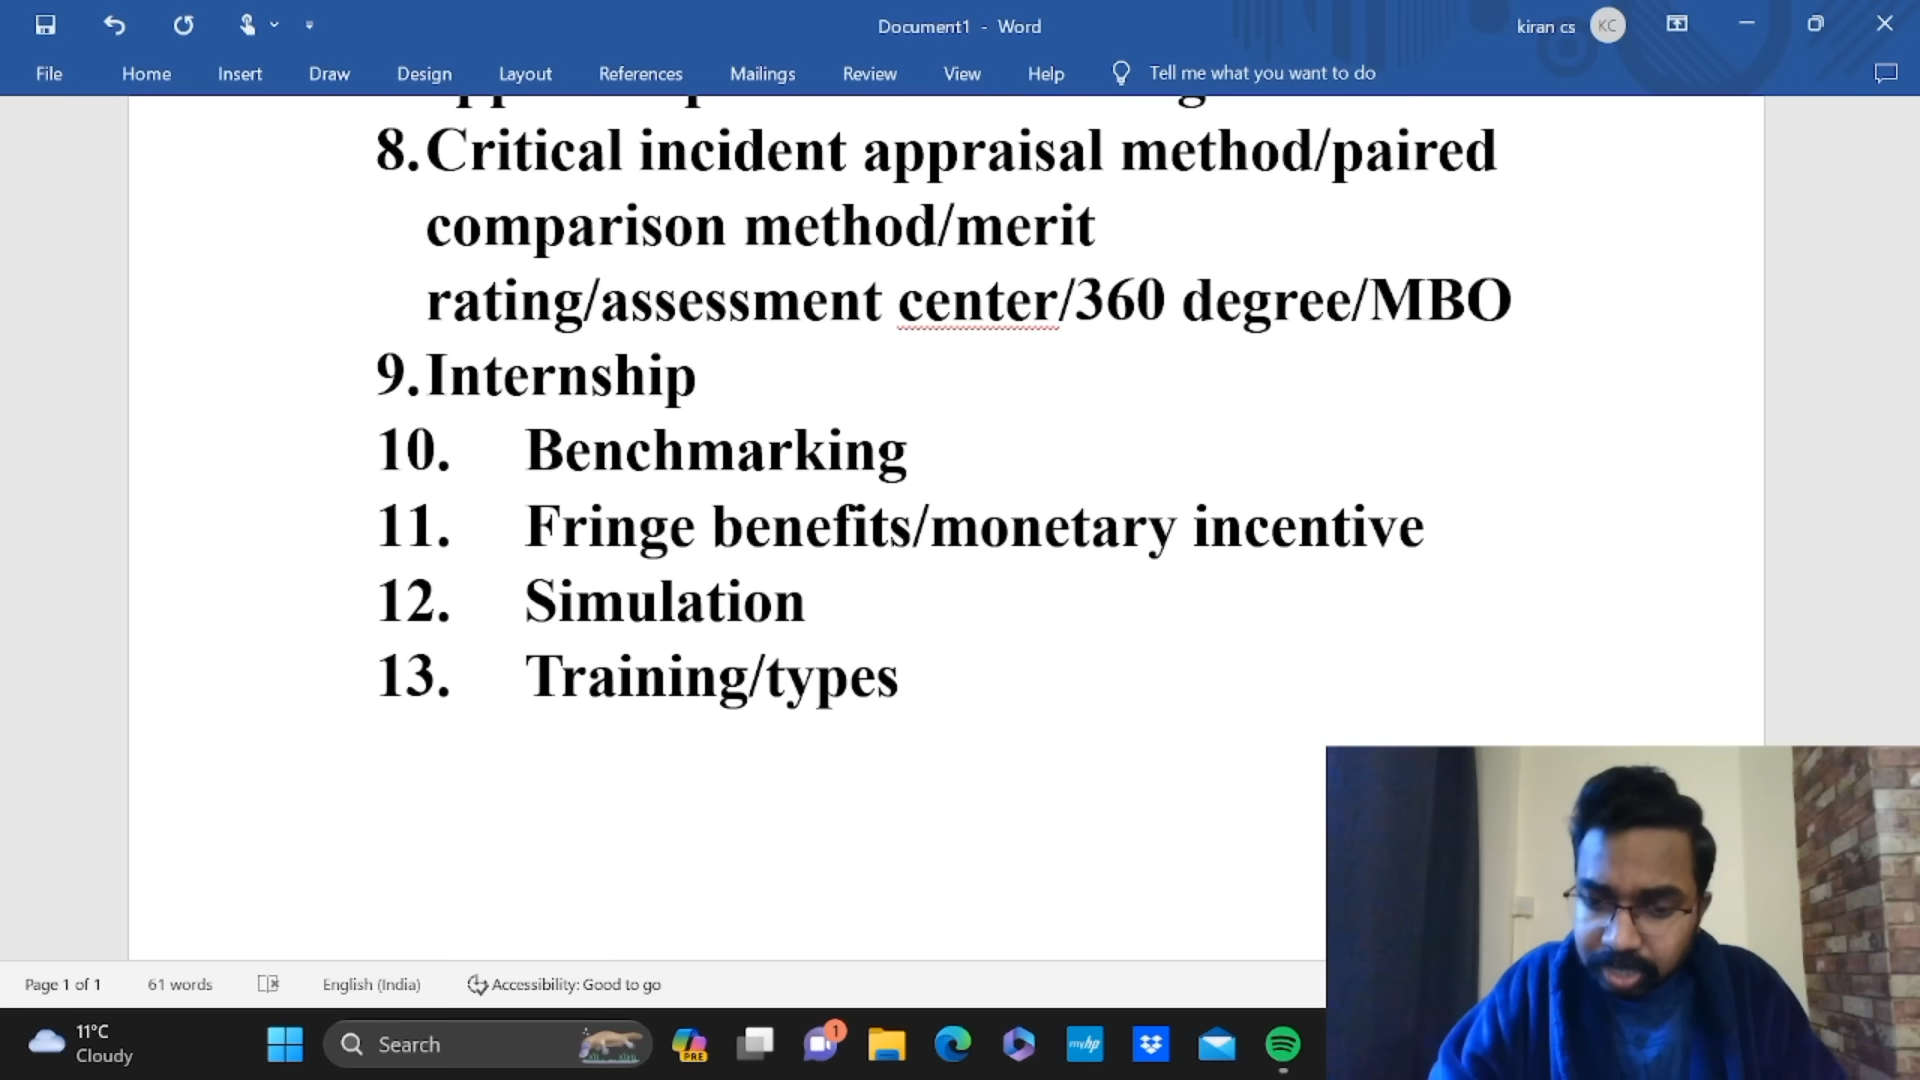 Document1 - Word
kiran cs
KC
File Home Insert Draw Design Layout References Mailings Review View Help Tell me what you want to do
8. Critical incident appraisal method/paired
comparison method/merit
rating/assessment center/360 degree/MBO
9. Internship
10. Benchmarking
11. Fringe benefits/monetary incentive
12. Simulation
13. Training/types
Page 1 of 1 61 words English (India) Accessibility: Good to go
11°C
Cloudy
Search
PRE
1
myhp